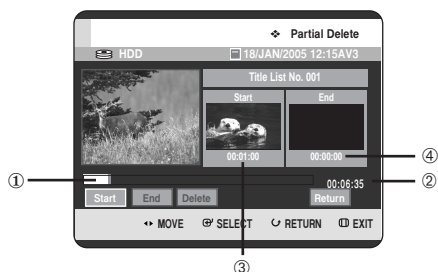 ❖ Partial Delete
HDD 18/JAN/2005 12:15AV3
Title List No. 001
Start End
00:01:00 00:00:00 ④
① 00:06:35 ②
Start End Delete Return
MOVE SELECT RETURN EXIT
③